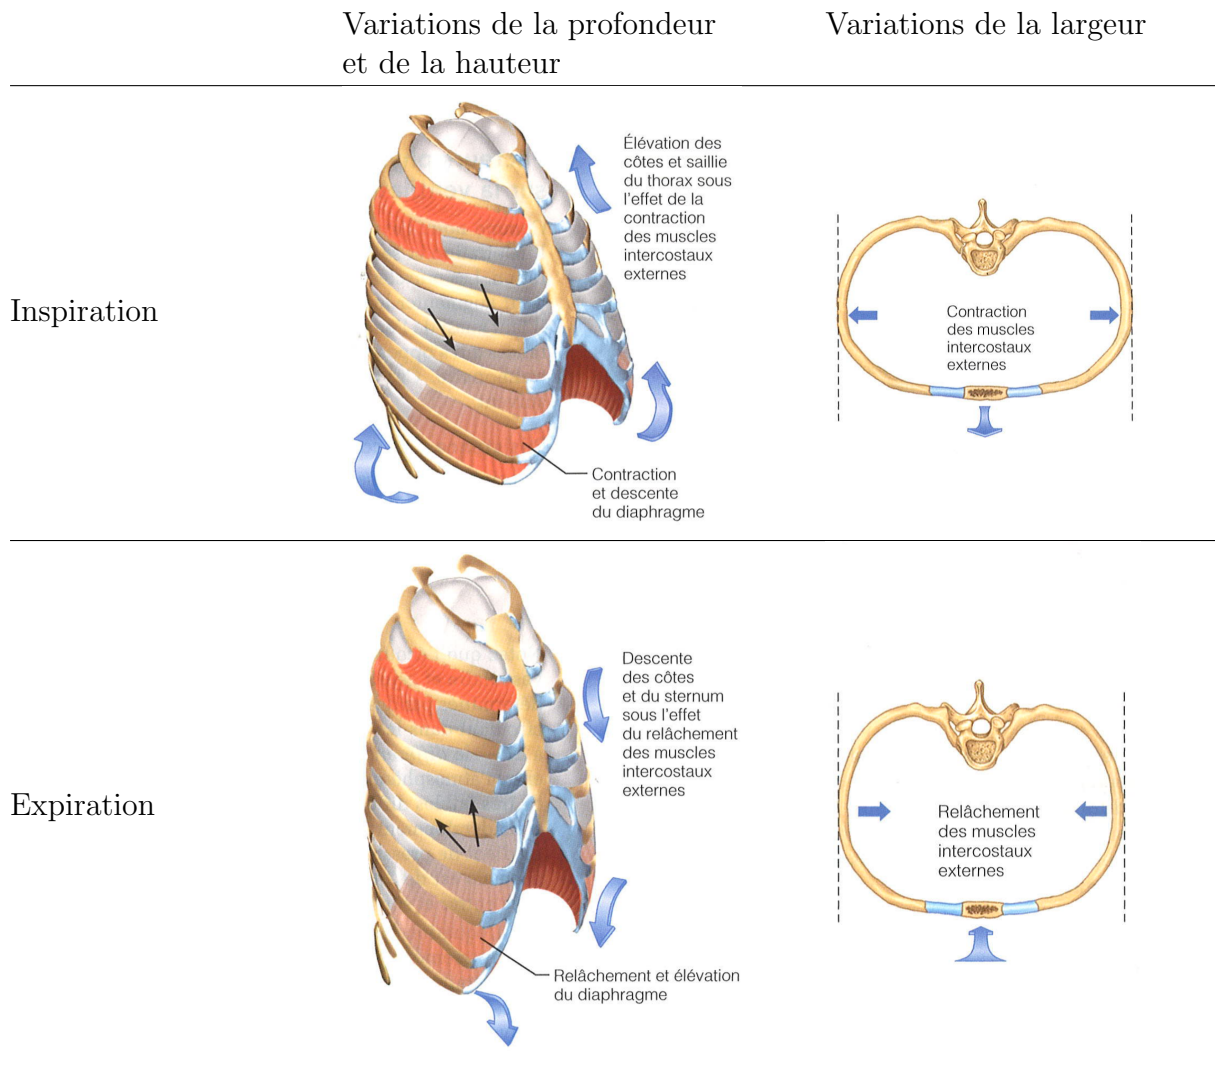 Variations de la profondeur
et de la hauteur
Variations de la largeur
Inspiration
Élévation des
côtes et saillie
du thorax sous
l'effet de la
contraction
des muscles
intercostaux
externes
Contraction
et descente
du diaphragme
Contraction
des muscles
intercostaux
externes
Expiration
Descente
des côtes
et du sternum
sous l'effet
du relâchement
des muscles
intercostaux
externes
Relâchement et élévation
du diaphragme
Relâchement
des muscles
intercostaux
externes